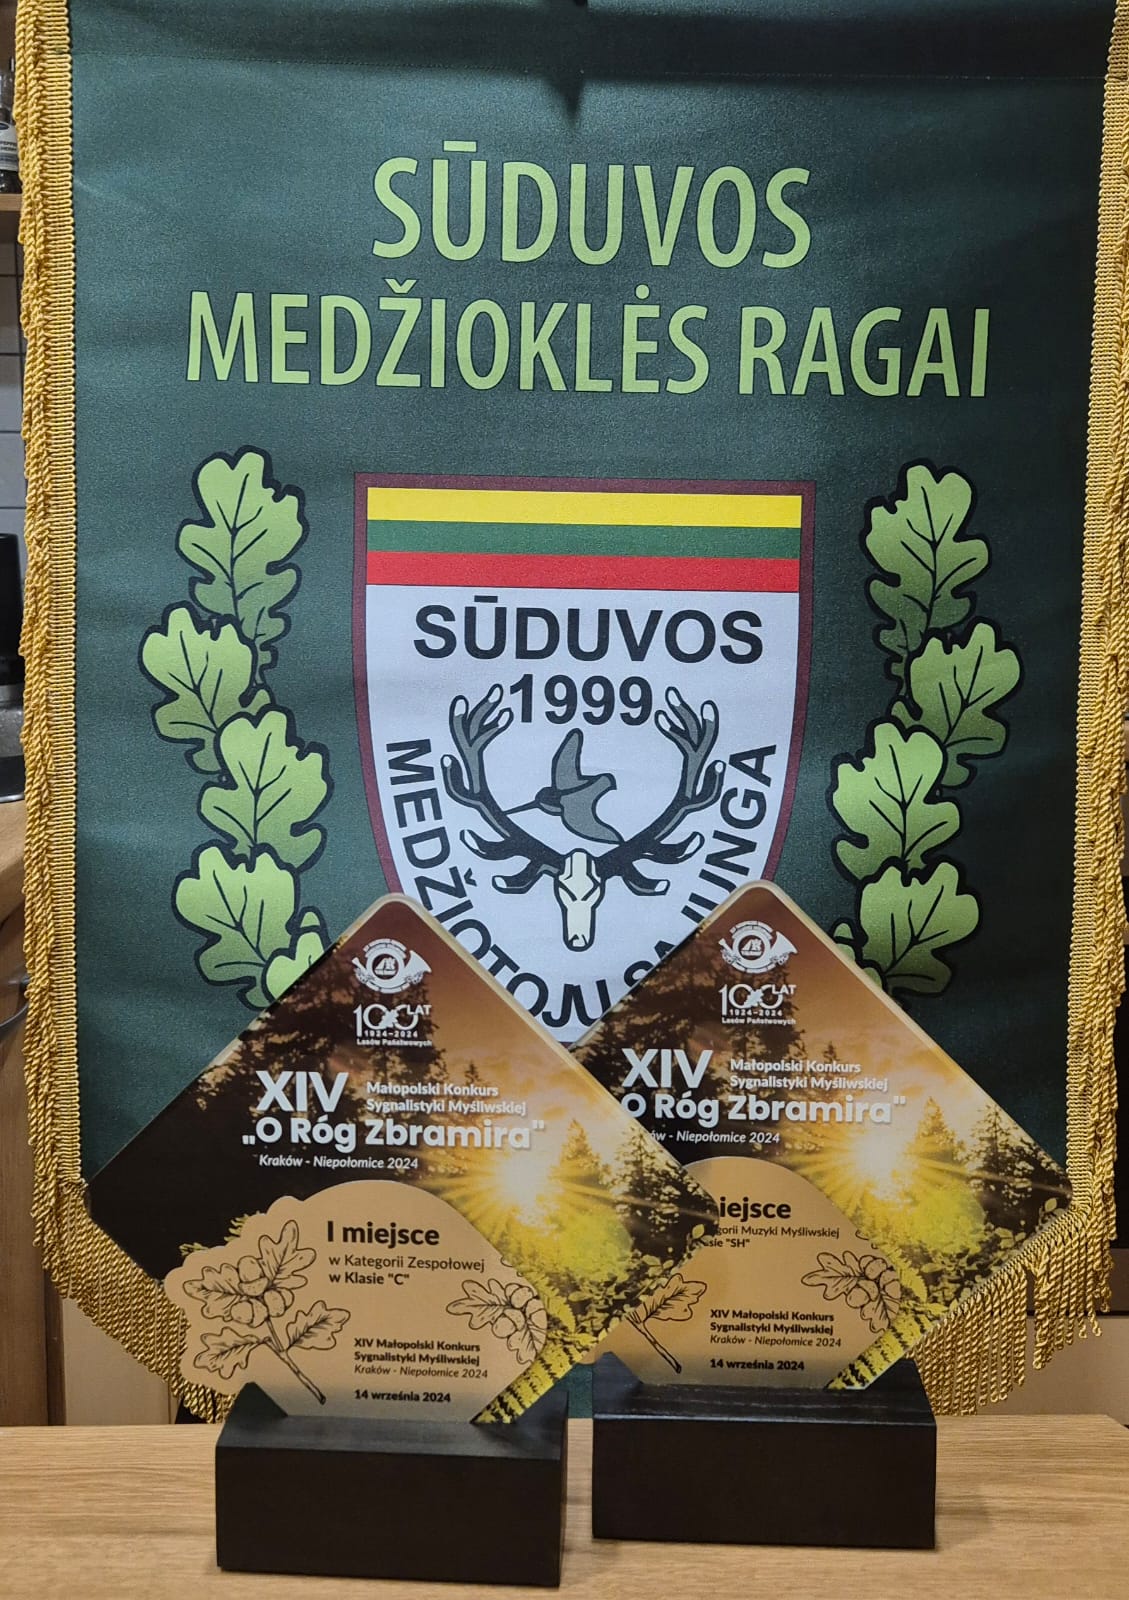 SŪDUVOS
MEDŽIOKLĖS RAGAI
SŪDUVOS
1999
MEDŽIOTOJŲ
100 LAT
1924-2024
Lasów Państwowych
XIV Małopolski Konkurs
Sygnalistyki Myśliwskiej
„O Róg Zbramira"
Kraków - Niepołomice 2024
I miejsce
w Kategorii Zespołowej
w Klasie "C"
XIV Małopolski Konkurs
Sygnalistyki Myśliwskiej
Kraków - Niepołomice 2024
14 września 2024
100 LAT
1924-2024
Lasów Państwowych
XIV Małopolski Konkurs
Sygnalistyki Myśliwskiej
O Róg Zbramira"
- Niepołomice 2024
iejsce
Muzyki Myśliwskiej
"SH"
XIV Małopolski Konkurs
Sygnalistyki Myśliwskiej
Kraków - Niepołomice 2024
14 września 2024